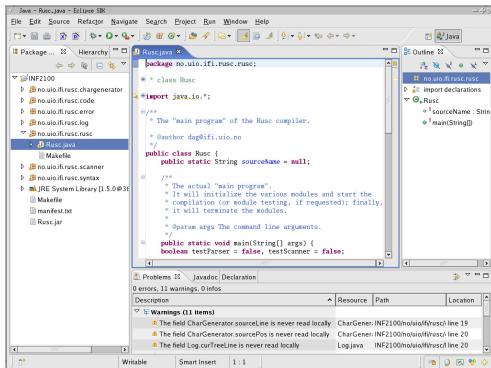 Java - Rusc.java - Eclipse SDK
File Edit Source Refactor Navigate Search Project Run Window Help
Java
Package ... Hierarchy
INF2100
no.uio.ifi.rusc.chargenerator
no.uio.ifi.rusc.code
no.uio.ifi.rusc.error
no.uio.ifi.rusc.log
no.uio.ifi.rusc.rusc
Rusc.java
Makefile
no.uio.ifi.rusc.scanner
no.uio.ifi.rusc.syntax
JRE System Library [1.5.0
Makefile
manifest.txt
Rusc.jar
Rusc.java
package no.uio.ifi.rusc.rusc;
* class Rusc
import java.io.*;
/**
* The "main program" of the Rusc compiler.
*
* @author dag@ifi.uio.no
*/
public class Rusc {
public static String sourceName = null;
/**
* The actual "main program".
* It will initialize the various modules and start the
* compilation (or module testing, if requested); finally,
* it will terminate the modules.
*
* @param args The command line arguments.
*/
public static void main(String[] args) {
boolean testParser = false, testScanner = false;
Outline
no.uio.ifi.rusc.rusc
import declarations
Rusc
sourceName : Strin
main(String[])
Problems Javadoc Declaration
0 errors, 11 warnings, 0 infos
Description Resource Path Location
Warnings (11 items)
The field CharGenerator.sourceLine is never read locally CharGener INF2100/no/uio/ifi/rusc/ line 19
The field CharGenerator.sourcePos is never read locally CharGener INF2100/no/uio/ifi/rusc/ line 20
The field Log.curTreeLine is never read locally Log.java INF2100/no/uio/ifi/rusc/l line 20
Writable Smart Insert 1 : 1